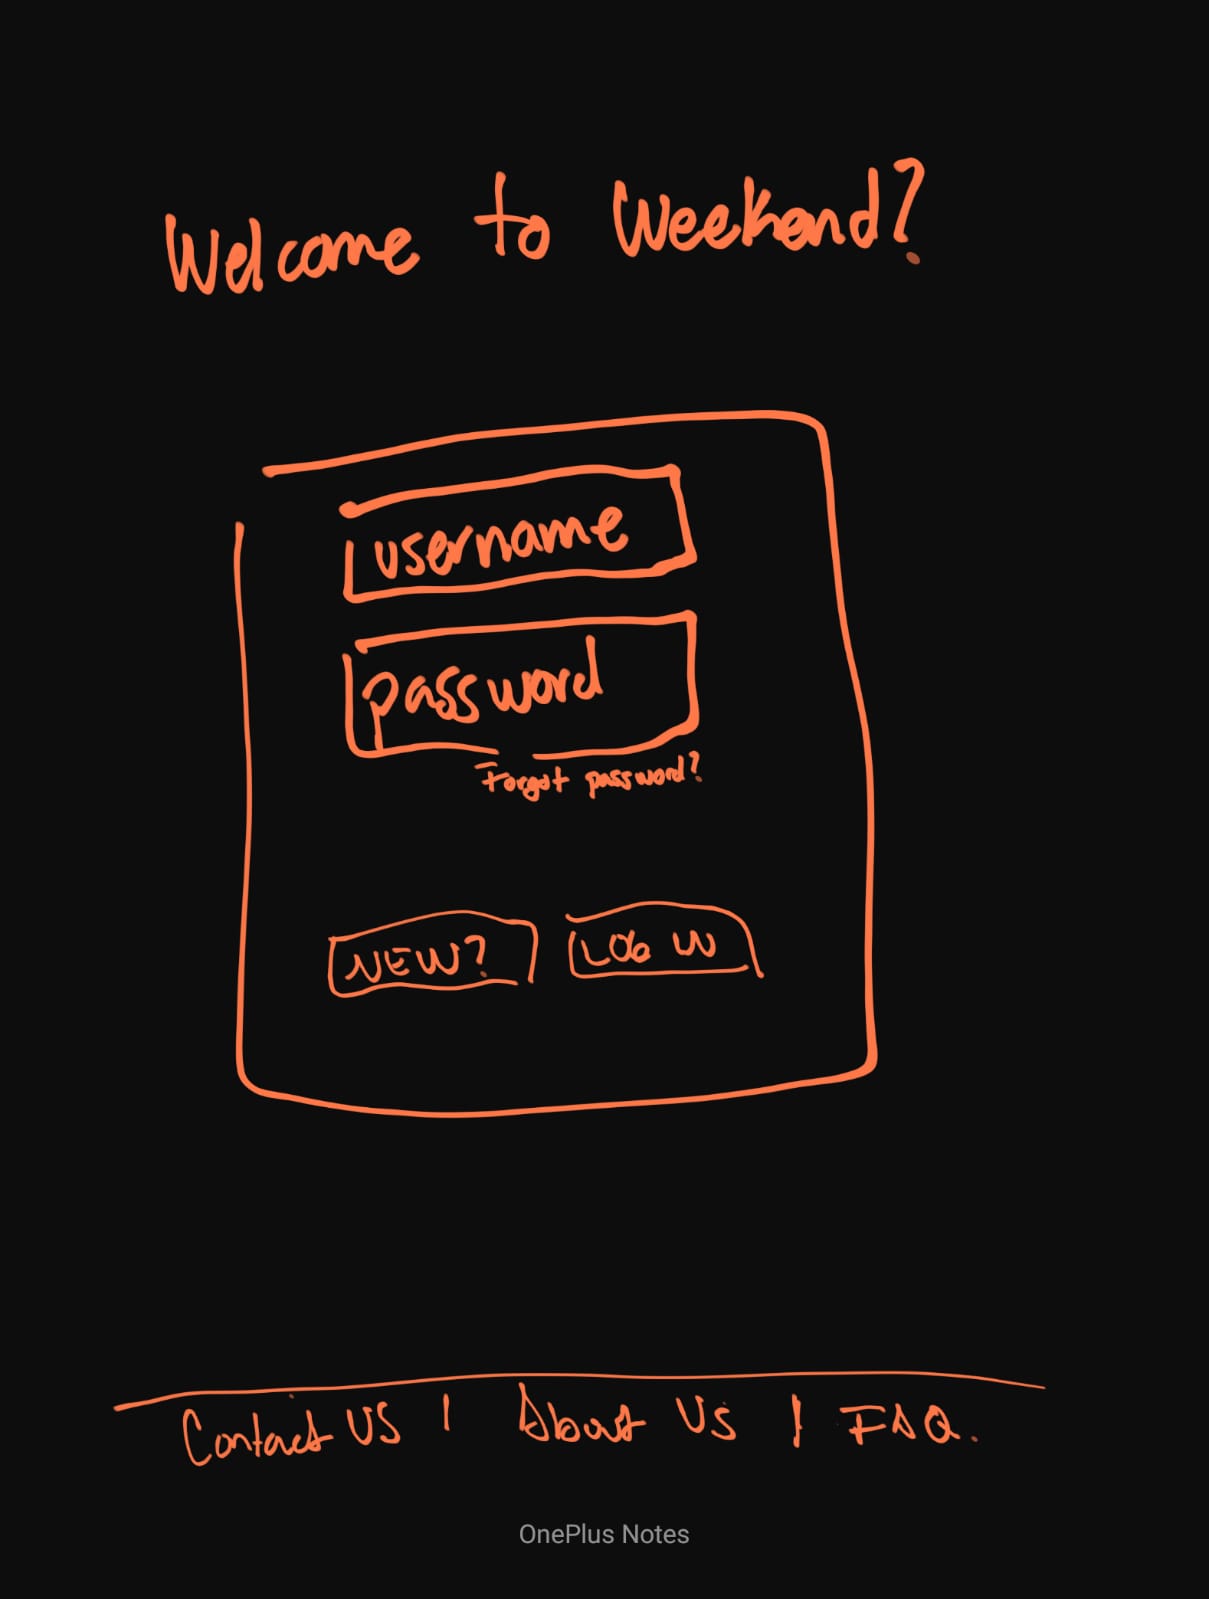 Welcome to Weekend?
username
password
Forgot password?
NEW? LOG IN
Contact US | About Us | FAQ.
OnePlus Notes